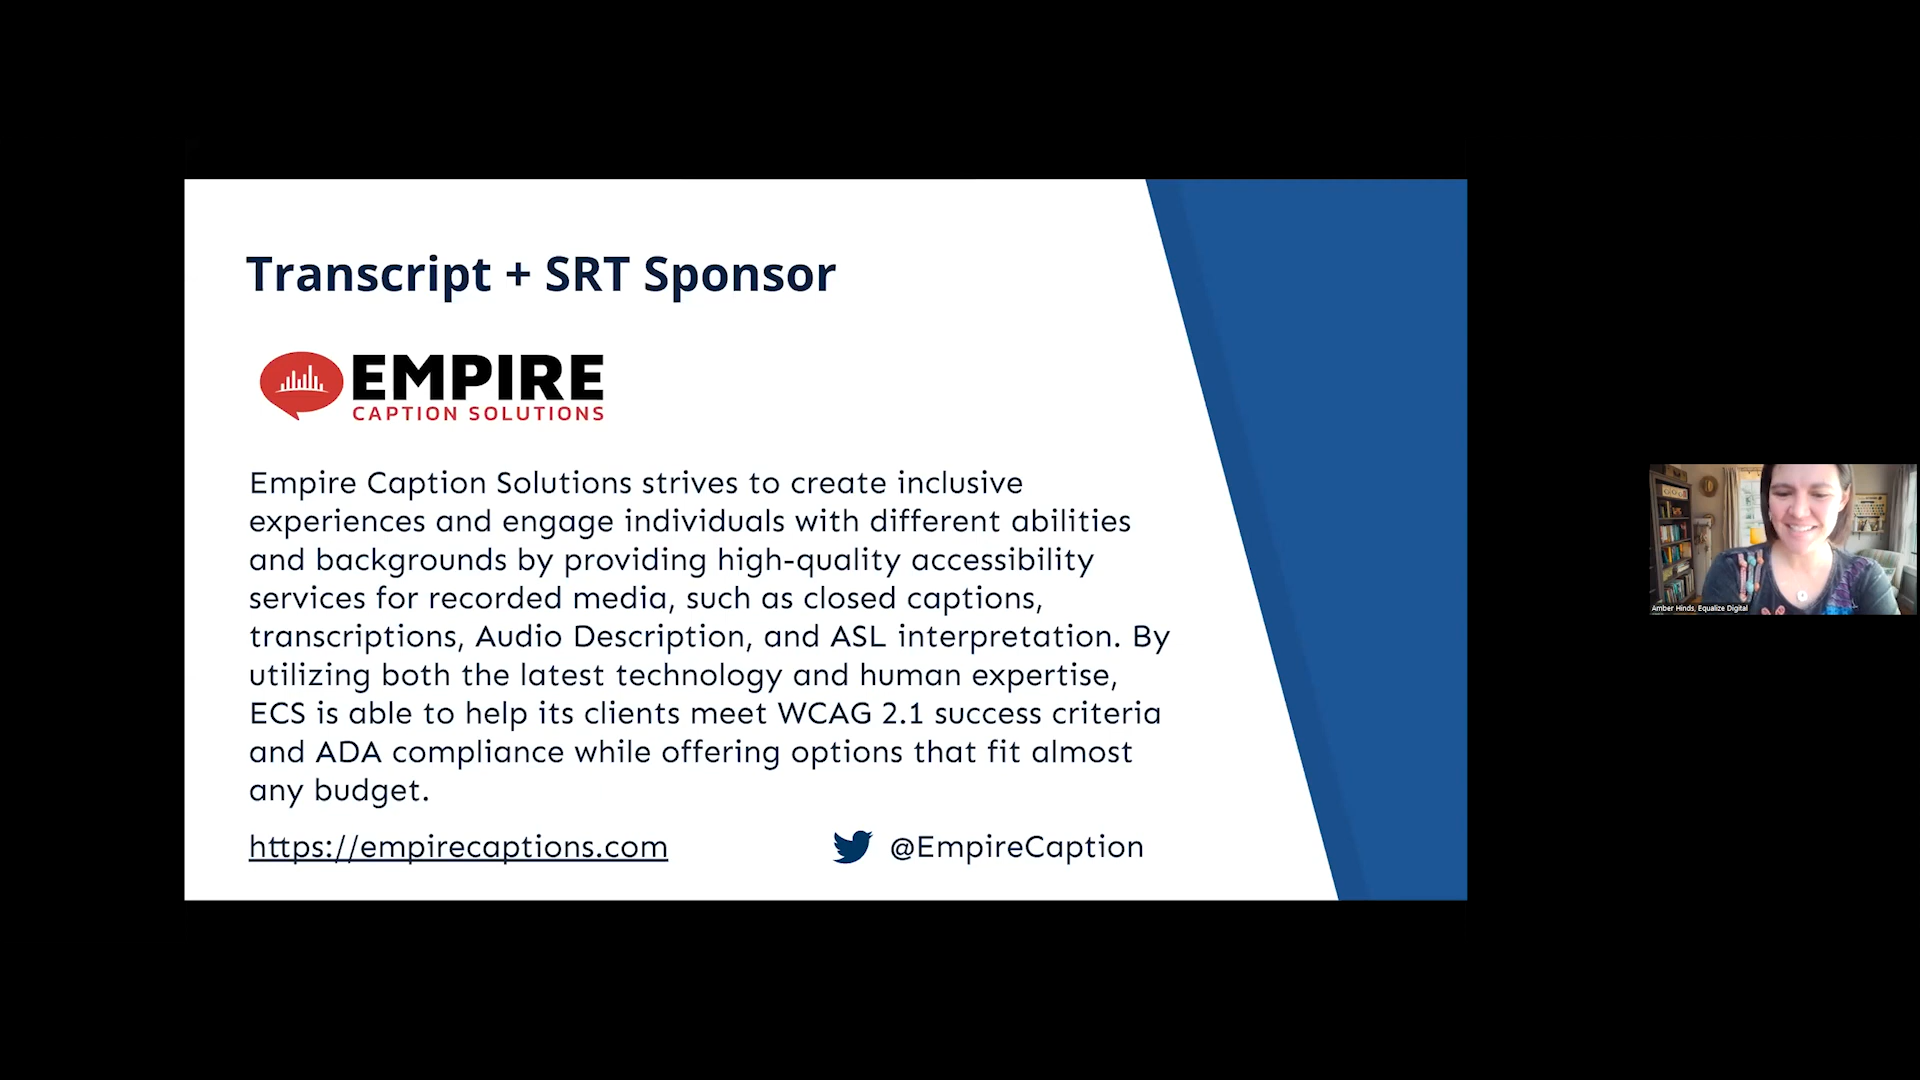 Transcript + SRT Sponsor
EMPIRE
CAPTION SOLUTIONS
Empire Caption Solutions strives to create inclusive
experiences and engage individuals with different abilities
and backgrounds by providing high-quality accessibility
services for recorded media, such as closed captions,
transcriptions, Audio Description, and ASL interpretation. By
utilizing both the latest technology and human expertise,
ECS is able to help its clients meet WCAG 2.1 success criteria
and ADA compliance while offering options that fit almost
any budget.
https://empirecaptions.com
@EmpireCaption
Amber Hinds, Equalize Digital